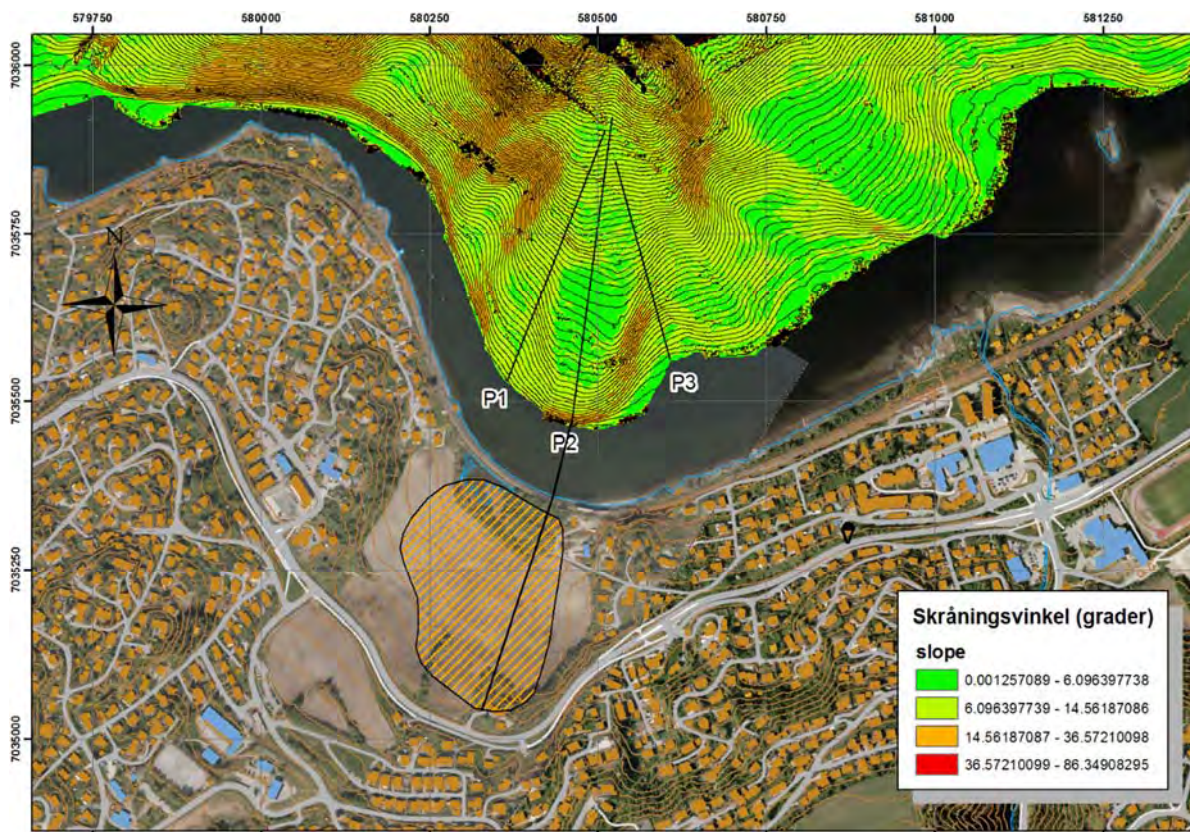 579750 580000 580250 580500 580750 581000 581250
7036000
7035750
7035500
7035250
7035000
N
P1
P2
P3
Skråningsvinkel (grader)
slope
0.001257089 - 6.096397738
6.096397739 - 14.56187086
14.56187087 - 36.57210098
36.57210099 - 86.34908295